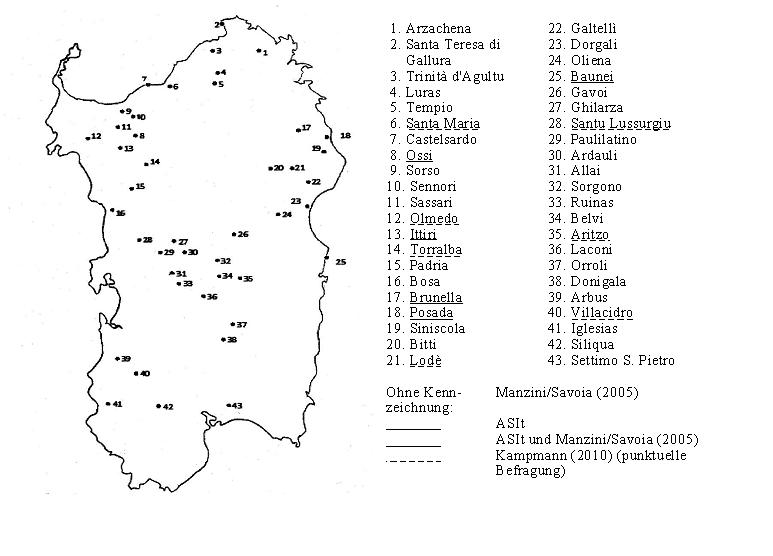 1. Arzachena
2. Santa Teresa di
Gallura
3. Trinità d'Agultu
4. Luras
5. Tempio
6. Santa Maria
7. Castelsardo
8. Ossi
9. Sorso
10. Sennori
11. Sassari
12. Olmedo
13. Ittiri
14. Torralba
15. Padria
16. Bosa
17. Brunella
18. Posada
19. Siniscola
20. Bitti
21. Lodè
22. Galtellì
23. Dorgali
24. Oliena
25. Baunei
26. Gavoi
27. Ghilarza
28. Santu Lussurgiu
29. Paulilatino
30. Ardauli
31. Allai
32. Sorgono
33. Ruinas
34. Belvi
35. Aritzo
36. Laconi
37. Orroli
38. Donigala
39. Arbus
40. Villacidro
41. Iglesias
42. Siliqua
43. Settimo S. Pietro
Ohne Kenn-
zeichnung:
Manzini/Savoia (2005)
ASIt
ASIt und Manzini/Savoia (2005)
Kampmann (2010) (punktuelle
Befragung)
2
3
1
4
5
7
6
9
10
11
12
8
13
17
18
19
14
20
21
22
15
16
23
24
26
28
27
29
30
32
25
31
33
34
35
36
37
38
39
40
41
42
43